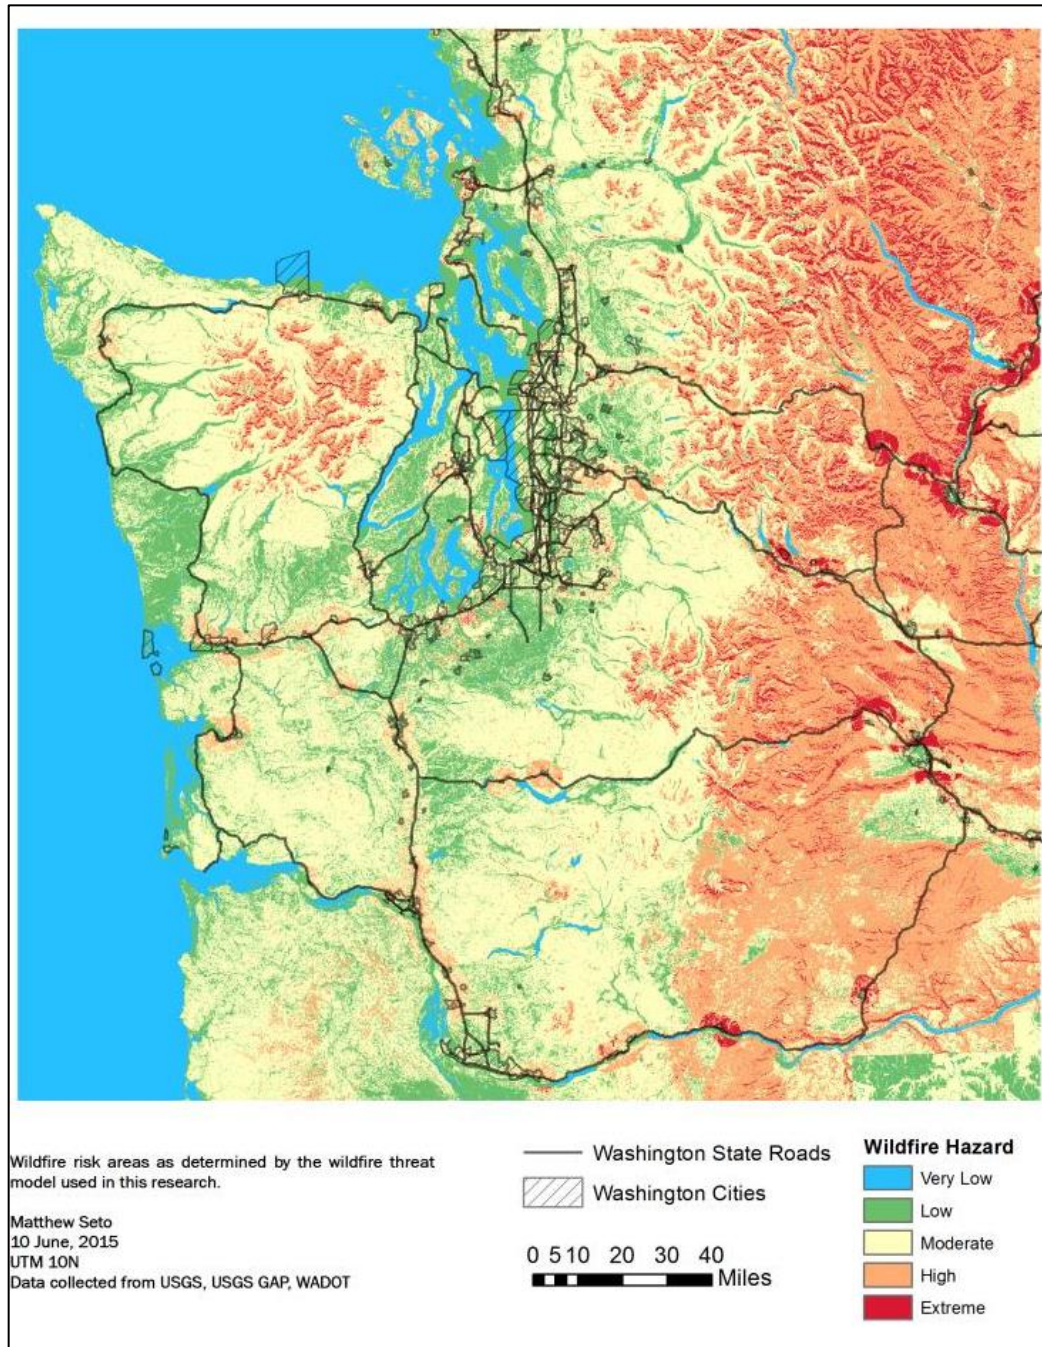 Wildfire risk areas as determined by the wildfire threat
model used in this research.
Matthew Seto
10 June, 2015
UTM 10N
Data collected from USGS, USGS GAP, WADOT
Washington State Roads
Washington Cities
0 5 10 20 30 40
Miles
Wildfire Hazard
Very Low
Low
Moderate
High
Extreme